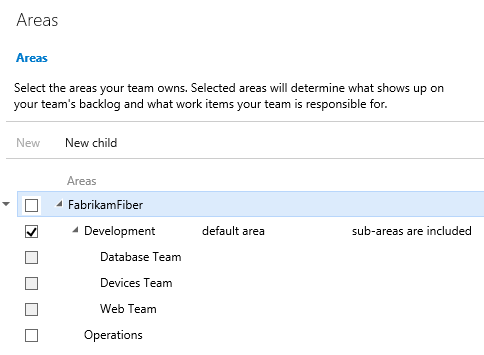 Areas
Areas
Select the areas your team owns. Selected areas will determine what shows up on
your team's backlog and what work items your team is responsible for.
New New child
Areas
FabrikamFiber
Development default area sub-areas are included
Database Team
Devices Team
Web Team
Operations